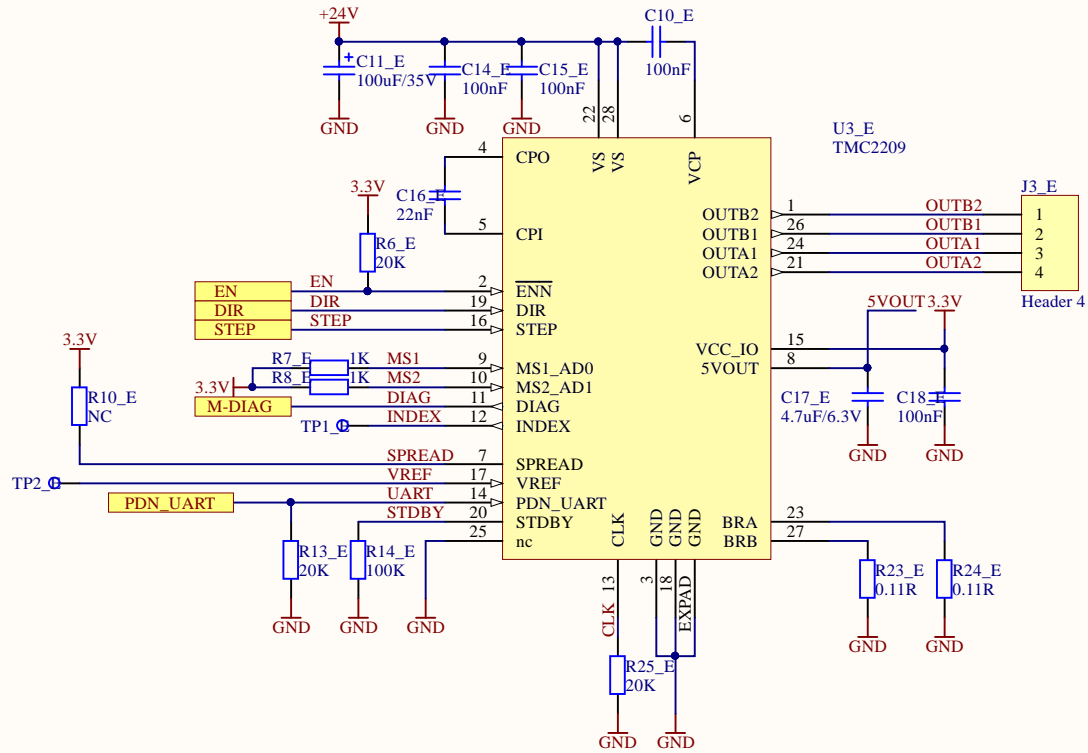 +24V
C10_E
100nF
C11_E
100uF/35V
C14_E
100nF
C15_E
100nF
GND
GND
GND
22
28
6
VS
VS
VCP
U3_E
TMC2209
4
CPO
C16_E
22nF
5
CPI
3.3V
R6_E
20K
EN
EN
2
ENN
DIR
DIR
19
DIR
STEP
STEP
16
STEP
OUTB2
1
OUTB2
OUTB1
26
OUTB1
OUTA1
24
OUTA1
OUTA2
21
OUTA2
J3_E
1
2
3
4
Header 4
3.3V
R10_E
NC
R7_E
1K
MS1
9
MS1_AD0
3.3V
R8_E
1K
MS2
10
MS2_AD1
M-DIAG
DIAG
11
DIAG
TP1_E
INDEX
12
INDEX
5VOUT
3.3V
VCC_IO
15
5VOUT
8
C17_E
4.7uF/6.3V
C18_E
100nF
GND
GND
SPREAD
7
SPREAD
TP2_E
VREF
17
VREF
PDN_UART
UART
14
PDN_UART
STDBY
20
STDBY
25
nc
R13_E
20K
R14_E
100K
GND
GND
GND
CLK
GND
GND
GND
CLK
13
3
18
EXPAD
R25_E
20K
GND
GND
BRA
23
BRB
27
R23_E
0.11R
R24_E
0.11R
GND
GND